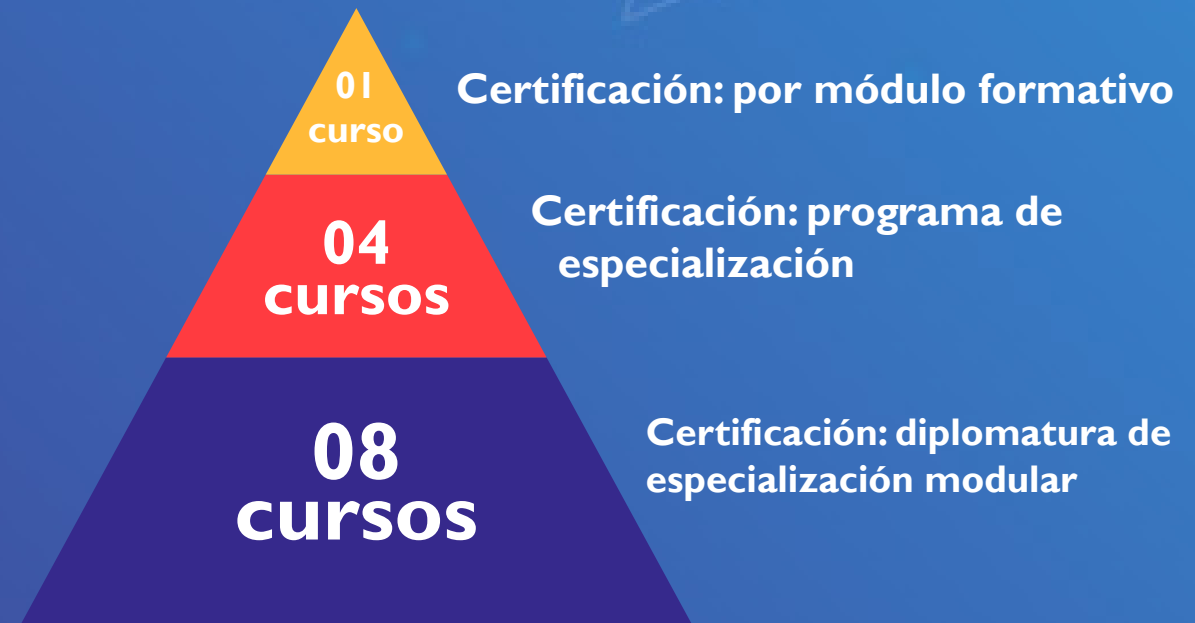 01
curso
Certificación: por módulo formativo
04
cursos
Certificación: programa de
especialización
08
cursos
Certificación: diplomatura de
especialización modular